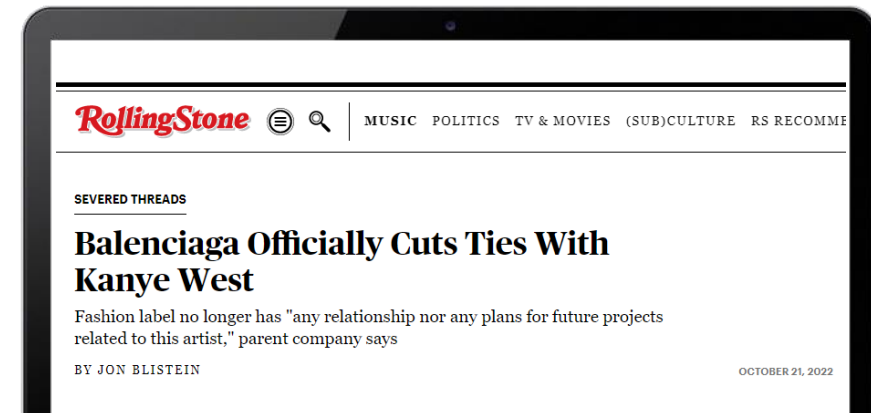 RollingStone MUSIC POLITICS TV & MOVIES (SUB)CULTURE RS RECOMME
SEVERED THREADS
Balenciaga Officially Cuts Ties With
Kanye West
Fashion label no longer has "any relationship nor any plans for future projects
related to this artist," parent company says
BY JON BLISTEIN OCTOBER 21, 2022